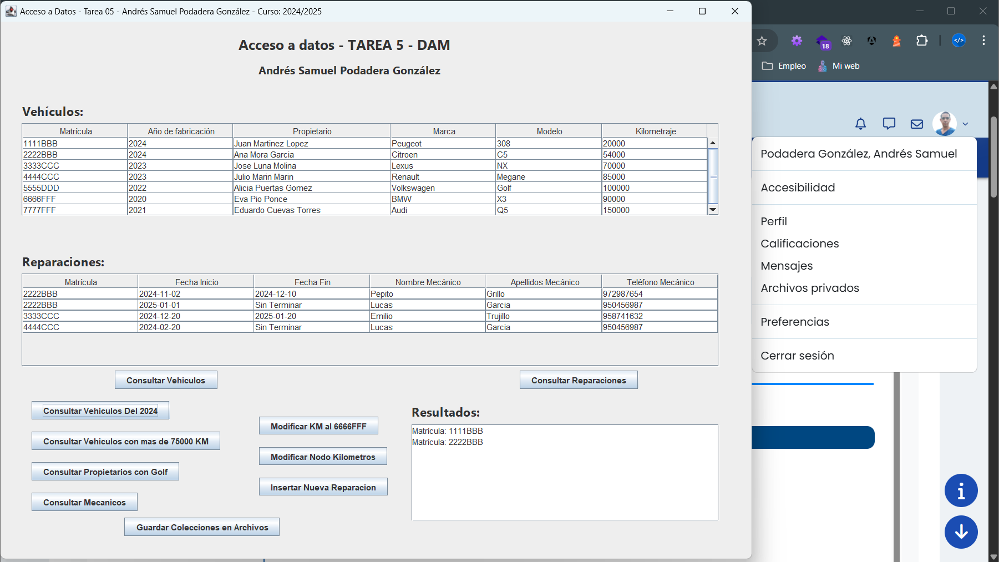 Acceso a Datos - Tarea 05 - Andrés Samuel Podadera González - Curso: 2024/2025
Acceso a datos - TAREA 5 - DAM
Andrés Samuel Podadera González
Vehículos:
Matrícula Año de fabricación Propietario Marca Modelo Kilometraje
1111BBB 2024 Juan Martinez Lopez Peugeot 308 20000
2222BBB 2024 Ana Mora Garcia Citroen C5 54000
3333CCC 2023 Jose Luna Molina Lexus NX 70000
4444CCC 2023 Julio Marin Marin Renault Megane 85000
5555DDD 2022 Alicia Puertas Gomez Volkswagen Golf 100000
6666FFF 2020 Eva Pio Ponce BMW X3 90000
7777FFF 2021 Eduardo Cuevas Torres Audi Q5 150000
Reparaciones:
Matrícula Fecha Inicio Fecha Fin Nombre Mecánico Apellidos Mecánico Teléfono Mecánico
2222BBB 2024-11-02 2024-12-10 Pepito Grillo 972987654
2222BBB 2025-01-01 Sin Terminar Lucas Garcia 950456987
3333CCC 2024-12-20 2025-01-20 Emilio Trujillo 958741632
4444CCC 2024-02-20 Sin Terminar Lucas Garcia 950456987
Consultar Vehiculos
Consultar Reparaciones
Consultar Vehiculos Del 2024
Consultar Vehiculos con mas de 75000 KM
Consultar Propietarios con Golf
Consultar Mecanicos
Modificar KM al 6666FFF
Modificar Nodo Kilometros
Insertar Nueva Reparacion
Guardar Colecciones en Archivos
Resultados:
Matrícula: 1111BBB
Matrícula: 2222BBB
18
</>
Empleo
Mi web
Podadera González, Andrés Samuel
Accesibilidad
Perfil
Calificaciones
Mensajes
Archivos privados
Preferencias
Cerrar sesión